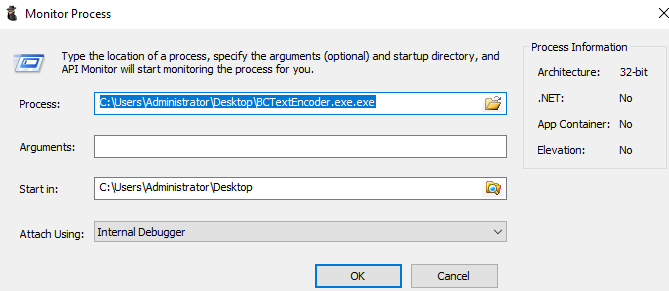 Monitor Process
Type the location of a process, specify the arguments (optional) and startup directory, and
API Monitor will start monitoring the process for you.
Process:
C:\Users\Administrator\Desktop\BCTextEncoder.exe.exe
Arguments:
Start in:
C:\Users\Administrator\Desktop
Attach Using:
Internal Debugger
OK
Cancel
Process Information
Architecture: 32-bit
.NET: No
App Container: No
Elevation: No